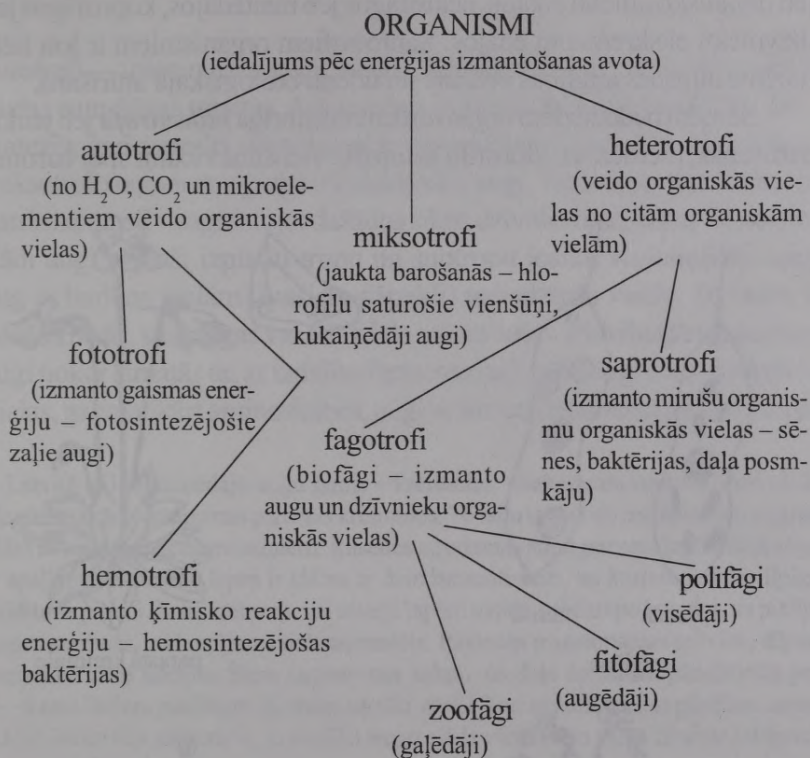 ORGANISMI
(iedalījums pēc enerģijas izmantošanas avota)
autotrofi
(no H₂O, CO₂ un mikroele-
mentiem veido organiskās
vielas)
heterotrofi
(veido organiskās vie-
las no citām organiskām
vielām)
miksotrofi
(jaukta barošanās – hlo-
rofilu saturošie vienšūņi,
kukaiņēdāji augi)
fototrofi
(izmanto gaismas ener-
ģiju – fotosintezējošie
zaļie augi)
saprotrofi
(izmanto mirušu organis-
mu organiskās vielas – sē-
nes, baktērijas, daļa posm-
kāju)
fagotrofi
(biofāgi – izmanto
augu un dzīvnieku orga-
niskās vielas)
hemotrofi
(izmanto ķīmisko reakciju
enerģiju – hemosintezējošas
baktērijas)
polifāgi
(visēdāji)
fitofāgi
(augēdāji)
zoofāgi
(gaļēdāji)